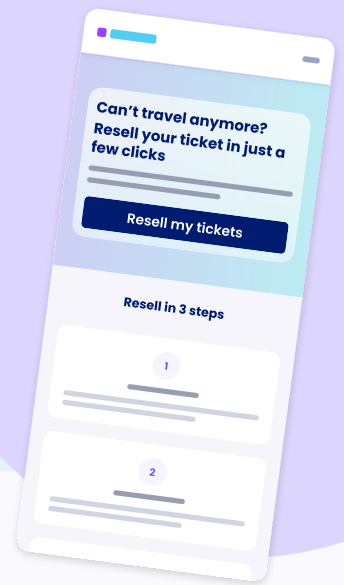 Can’t travel anymore?
Resell your ticket in just a
few clicks
Resell my tickets
Resell in 3 steps
1
2